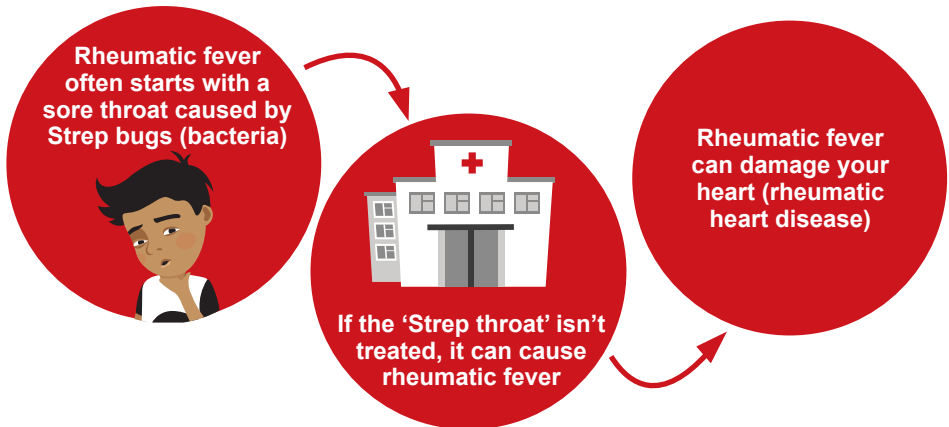 Rheumatic fever
often starts with a
sore throat caused by
Strep bugs (bacteria)
If the ‘Strep throat’ isn’t
treated, it can cause
rheumatic fever
Rheumatic fever
can damage your
heart (rheumatic
heart disease)